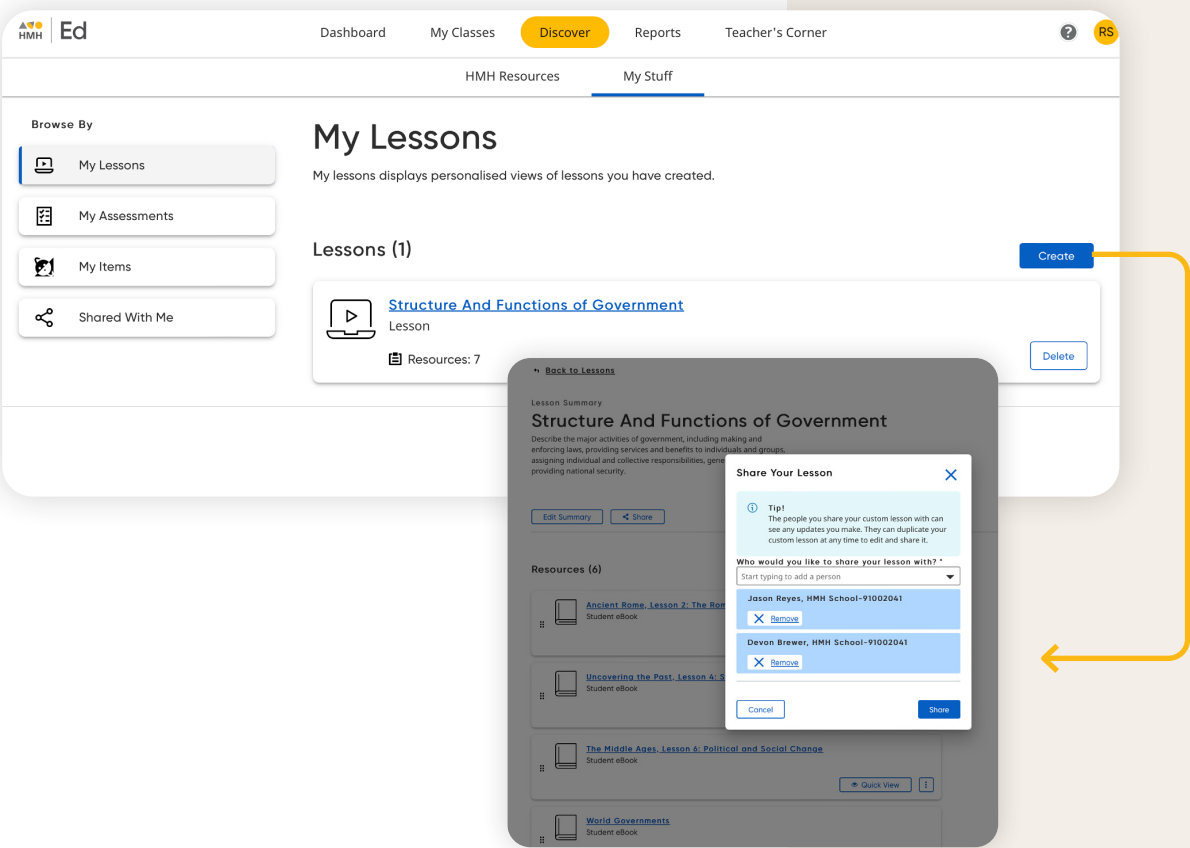 HMH Ed
Dashboard My Classes Discover Reports Teacher's Corner ? RS
HMH Resources My Stuff
Browse By
My Lessons
My Assessments
My Items
Shared With Me
My Lessons
My lessons displays personalised views of lessons you have created.
Lessons (1)
Create
Structure And Functions of Government
Lesson
Resources: 7
Delete
Back to Lessons
Lesson Summary
Structure And Functions of Government
Describe the major activities of government, including making and
enforcing laws, providing services and benefits to individuals and groups,
assigning individual and collective responsibilities, gene
providing national security.
Edit Summary Share
Resources (6)
Ancient Rome, Lesson 2: The Rom
Student eBook
Uncovering the Past, Lesson 4: S
Student eBook
The Middle Ages, Lesson 6: Political and Social Change
Student eBook
Quick View
World Governments
Student eBook
Share Your Lesson
Tip!
The people you share your custom lesson with can
see any updates you make. They can duplicate your
custom lesson at any time to edit and share it.
Who would you like to share your lesson with? *
Start typing to add a person
Jason Reyes, HMH School-91002041
Remove
Devon Brewer, HMH School-91002041
Remove
Cancel Share